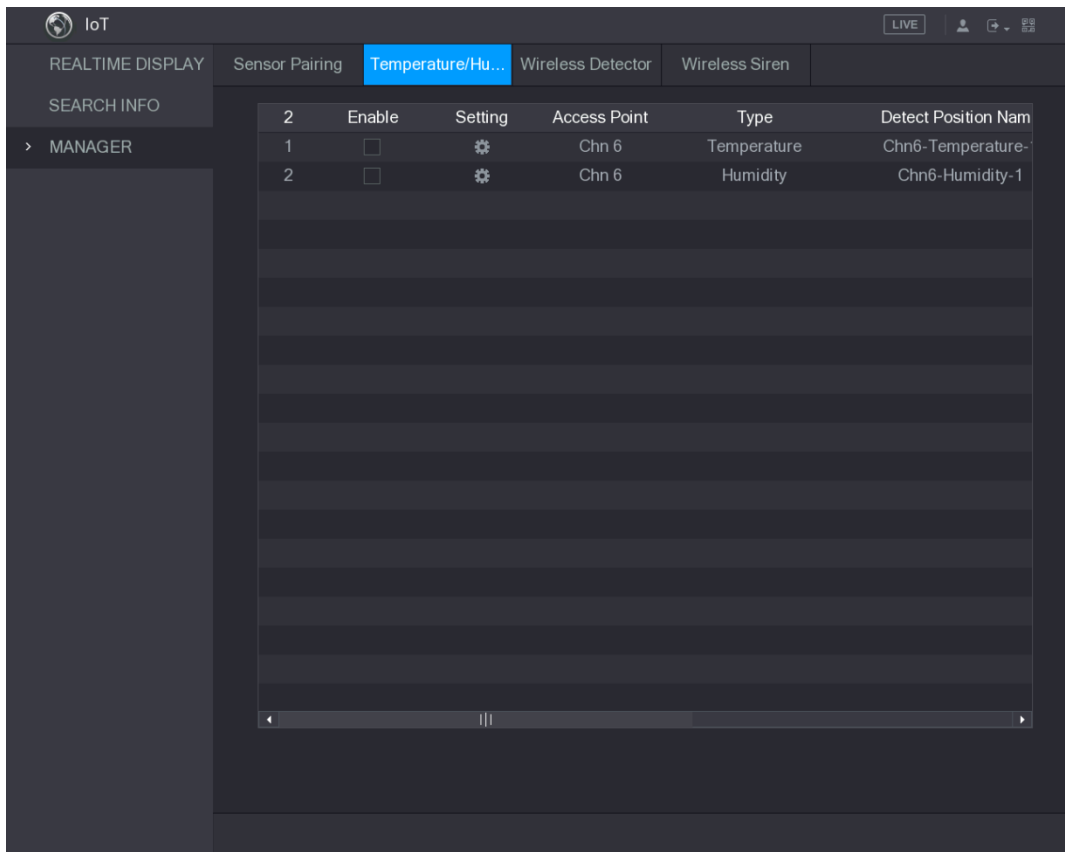 IoT LIVE
REALTIME DISPLAY
SEARCH INFO
> MANAGER
Sensor Pairing Temperature/Hu... Wireless Detector Wireless Siren
2 Enable Setting Access Point Type Detect Position Nam
1 Chn 6 Temperature Chn6-Temperature-
2 Chn 6 Humidity Chn6-Humidity-1